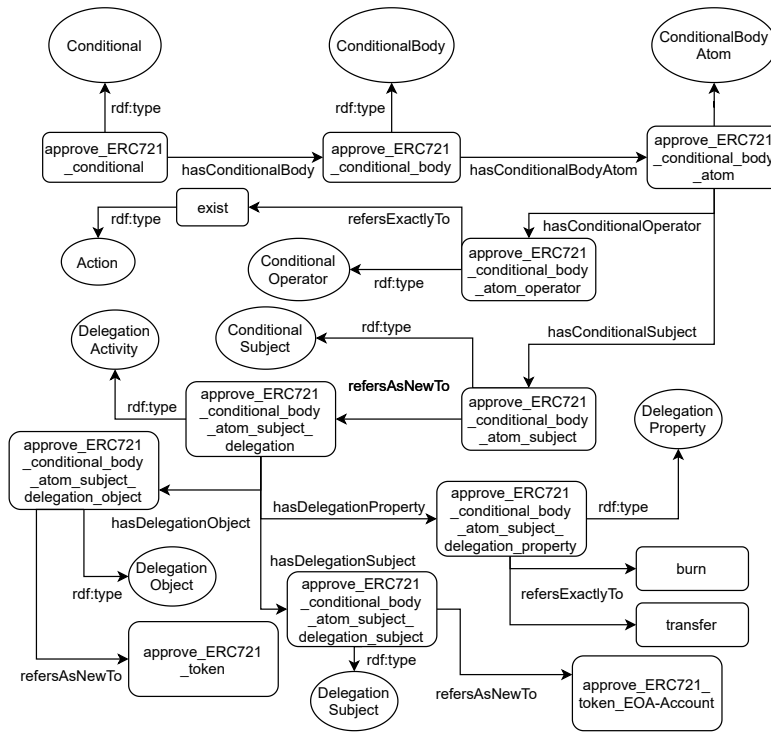 Conditional
ConditionalBody
ConditionalBody
Atom
rdf:type
rdf:type
approve_ERC721
_conditional
hasConditionalBody
approve_ERC721
_conditional_body
hasConditionalBodyAtom
approve_ERC721
_conditional_body
_atom
exist
rdf:type
refersExactlyTo
hasConditionalOperator
Action
Conditional
Operator
rdf:type
approve_ERC721
_conditional_body
_atom_operator
Delegation
Activity
Conditional
Subject
rdf:type
hasConditionalSubject
rdf:type
approve_ERC721
_conditional_body
_atom_subject_
delegation
refersAsNewTo
approve_ERC721
_conditional_body
_atom_subject
Delegation
Property
approve_ERC721
_conditional_body
_atom_subject_
delegation_object
hasDelegationObject
hasDelegationProperty
approve_ERC721
_conditional_body
_atom_subject_
delegation_property
rdf:type
hasDelegationSubject
Delegation
Object
rdf:type
approve_ERC721
_conditional_body
_atom_subject_
delegation_subject
refersExactlyTo
burn
transfer
refersAsNewTo
approve_ERC721
_token
rdf:type
Delegation
Subject
refersAsNewTo
approve_ERC721_
token_EOA-Account